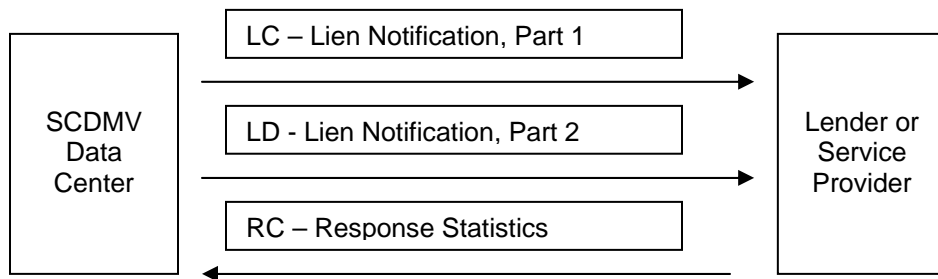 LC – Lien Notification, Part 1
SCDMV
Data
Center
LD - Lien Notification, Part 2
Lender or
Service
Provider
RC – Response Statistics